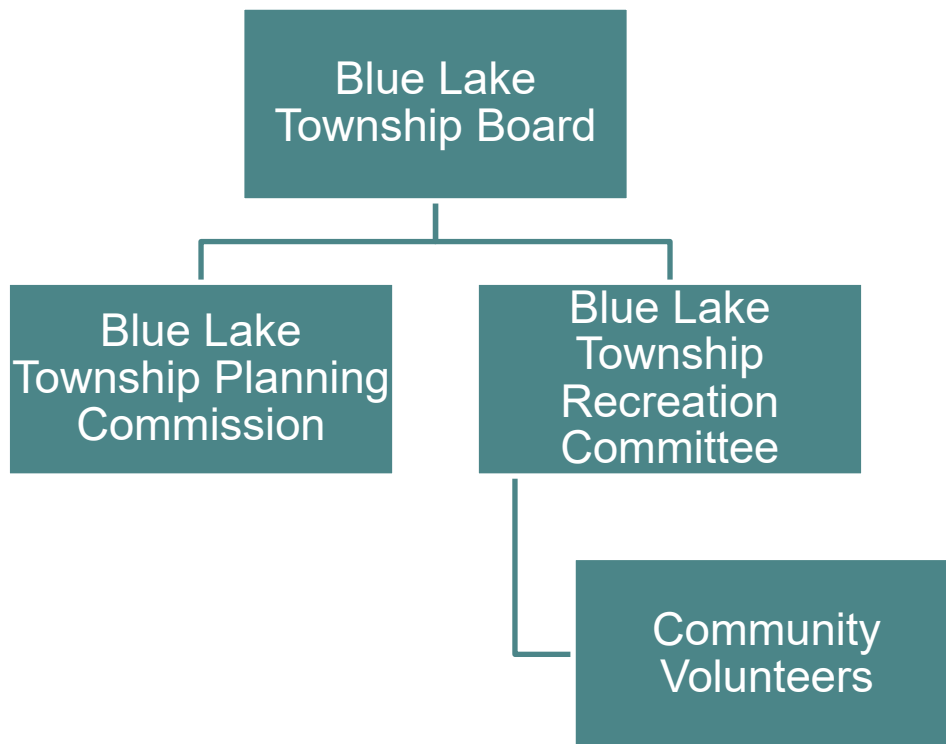 Blue Lake
Township Board
Blue Lake
Township Planning
Commission
Blue Lake
Township
Recreation
Committee
Community
Volunteers